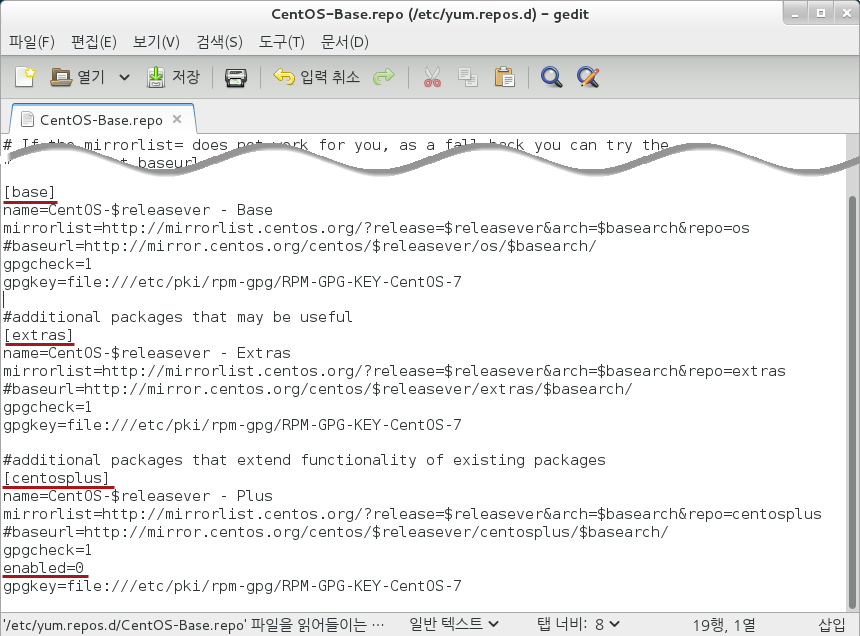 CentOS-Base.repo (/etc/yum.repos.d) - gedit
파일(F) 편집(E) 보기(V) 검색(S) 도구(T) 문서(D)
열기 저장 입력 취소
CentOS-Base.repo
# If the mirrorlist= does not work for you, as a fall back you can try the
baseurl
[base]
name=CentOS-$releasever - Base
mirrorlist=http://mirrorlist.centos.org/?release=$releasever&arch=$basearch&repo=os
#baseurl=http://mirror.centos.org/centos/$releasever/os/$basearch/
gpgcheck=1
gpgkey=file:///etc/pki/rpm-gpg/RPM-GPG-KEY-CentOS-7
#additional packages that may be useful
[extras]
name=CentOS-$releasever - Extras
mirrorlist=http://mirrorlist.centos.org/?release=$releasever&arch=$basearch&repo=extras
#baseurl=http://mirror.centos.org/centos/$releasever/extras/$basearch/
gpgcheck=1
gpgkey=file:///etc/pki/rpm-gpg/RPM-GPG-KEY-CentOS-7
#additional packages that extend functionality of existing packages
[centosplus]
name=CentOS-$releasever - Plus
mirrorlist=http://mirrorlist.centos.org/?release=$releasever&arch=$basearch&repo=centosplus
#baseurl=http://mirror.centos.org/centos/$releasever/centosplus/$basearch/
gpgcheck=1
enabled=0
gpgkey=file:///etc/pki/rpm-gpg/RPM-GPG-KEY-CentOS-7
'/etc/yum.repos.d/CentOS-Base.repo' 파일을 읽어들이는 ··· 일반 텍스트 탭 너비: 8 19행, 1열 삽입